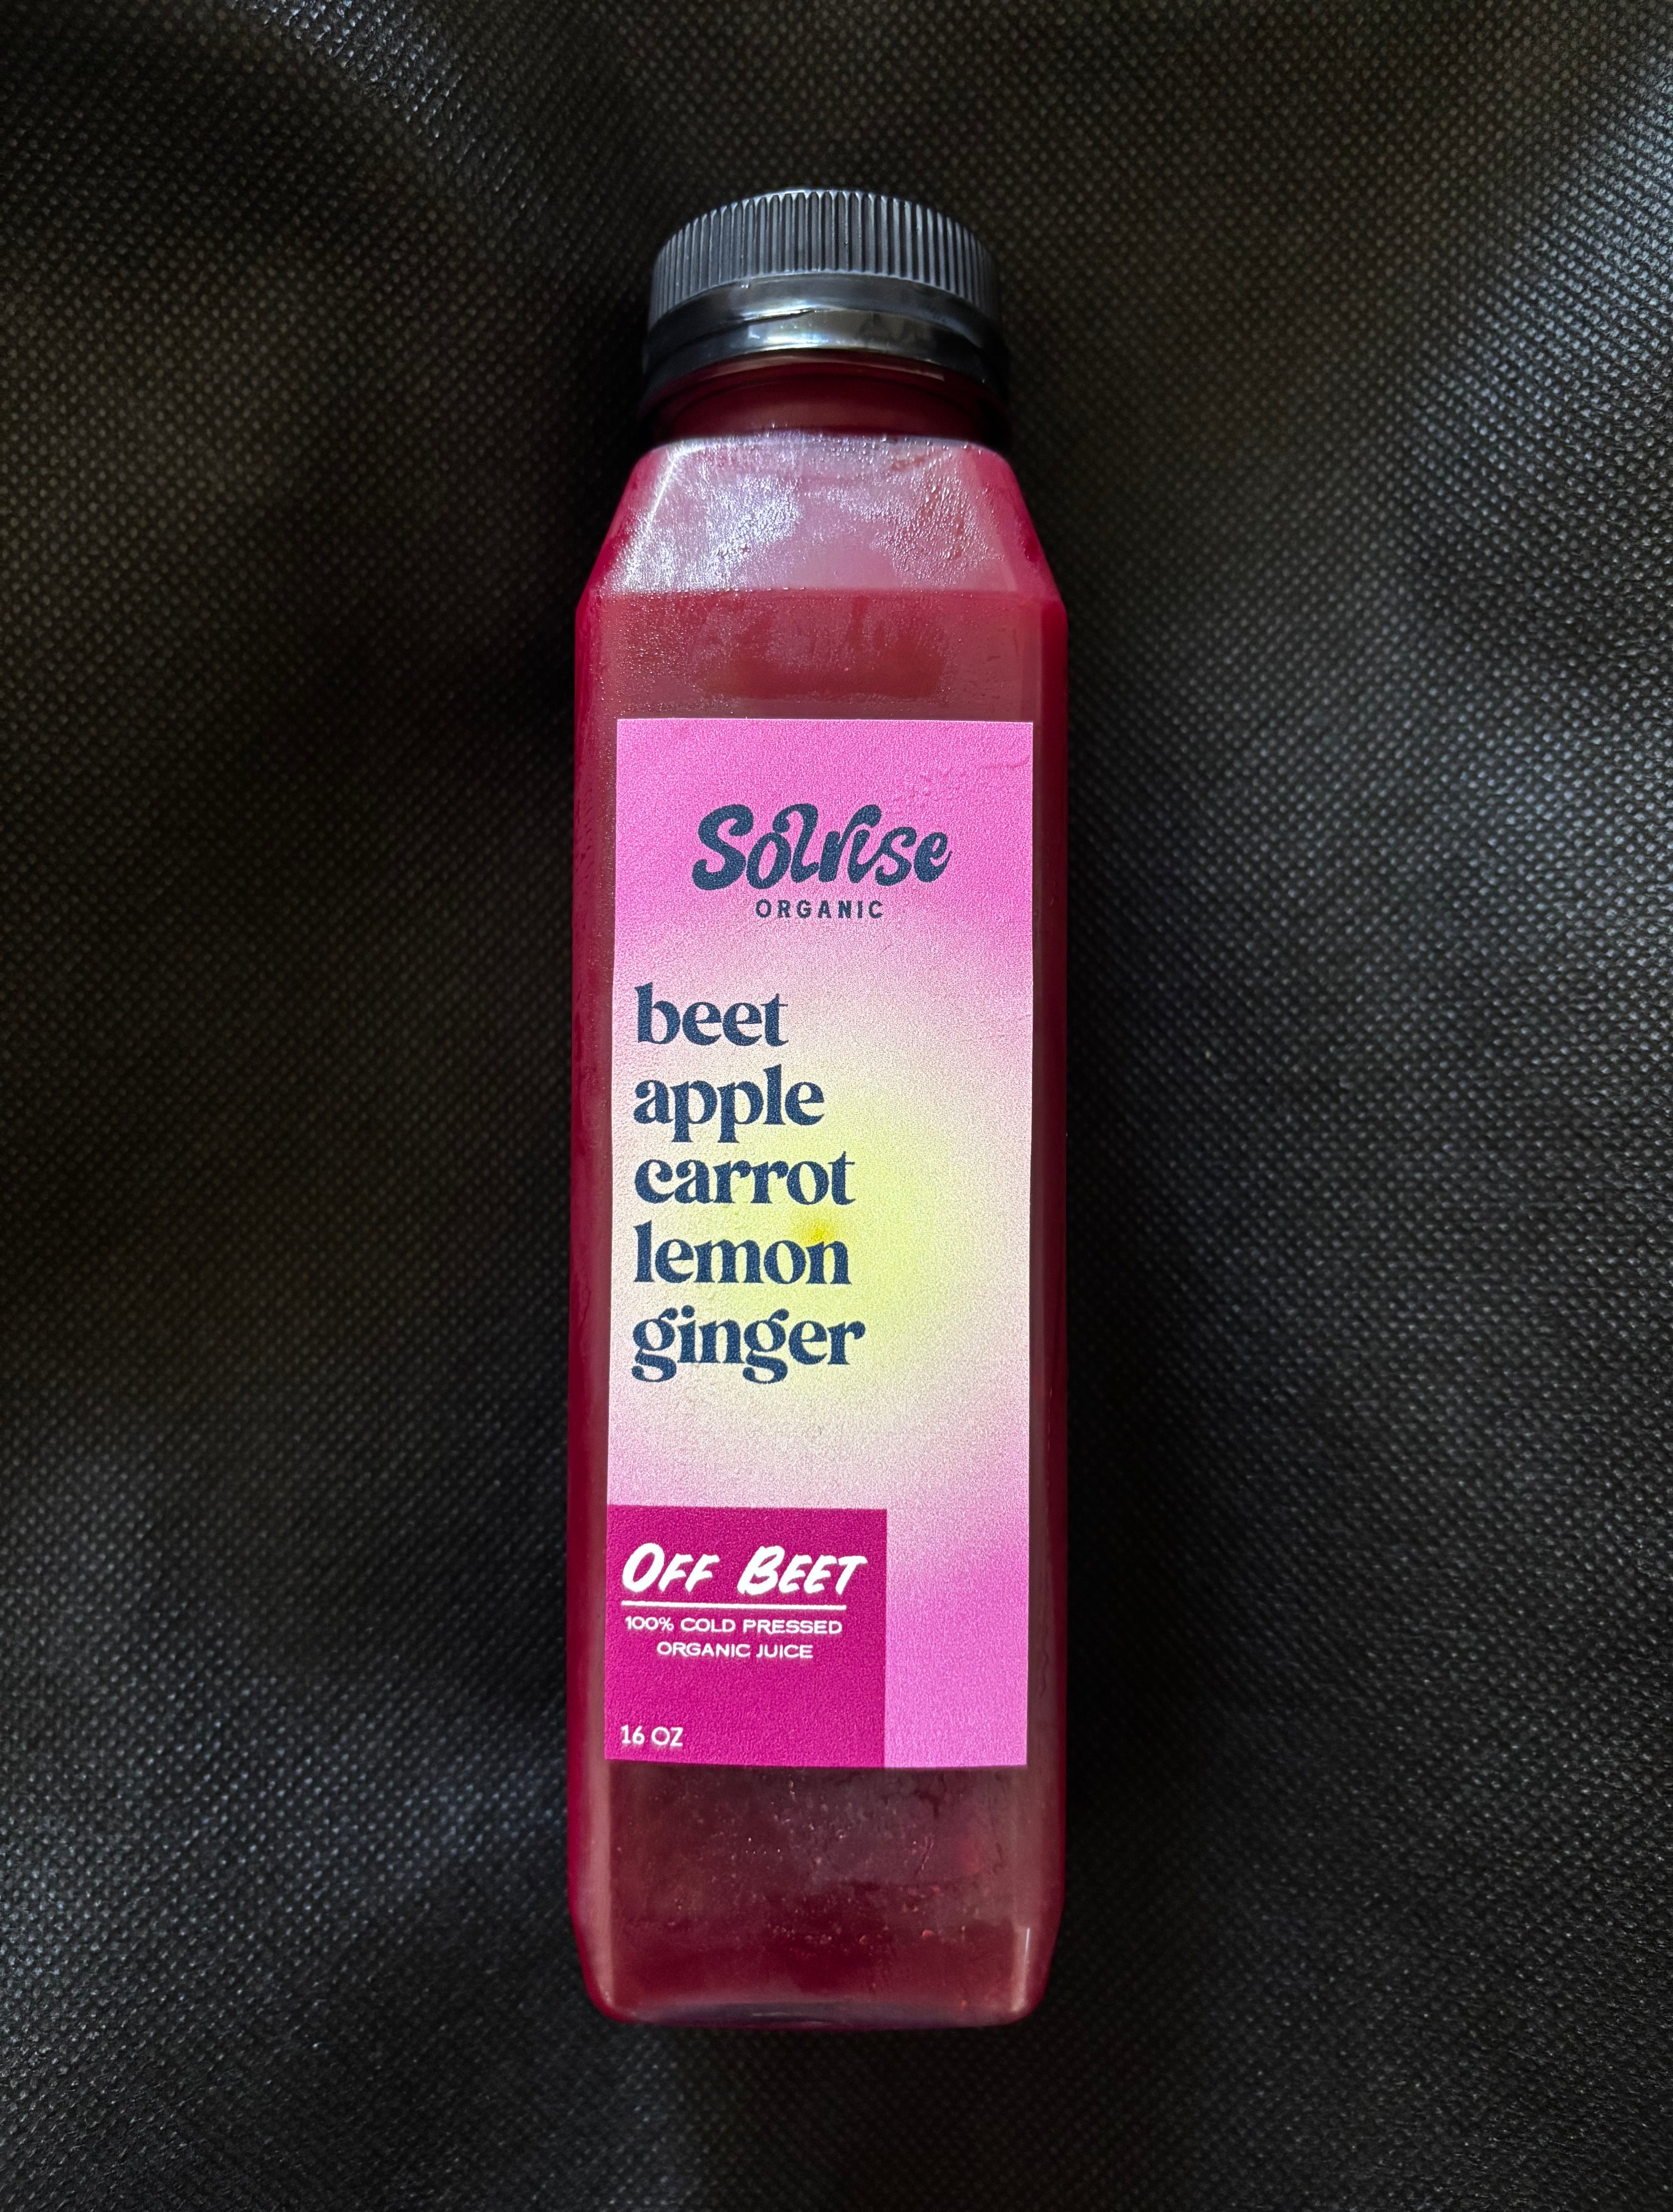 Solrise
ORGANIC
beet
apple
carrot
lemon
ginger
OFF BEET
100% COLD PRESSED
ORGANIC JUICE
16 OZ